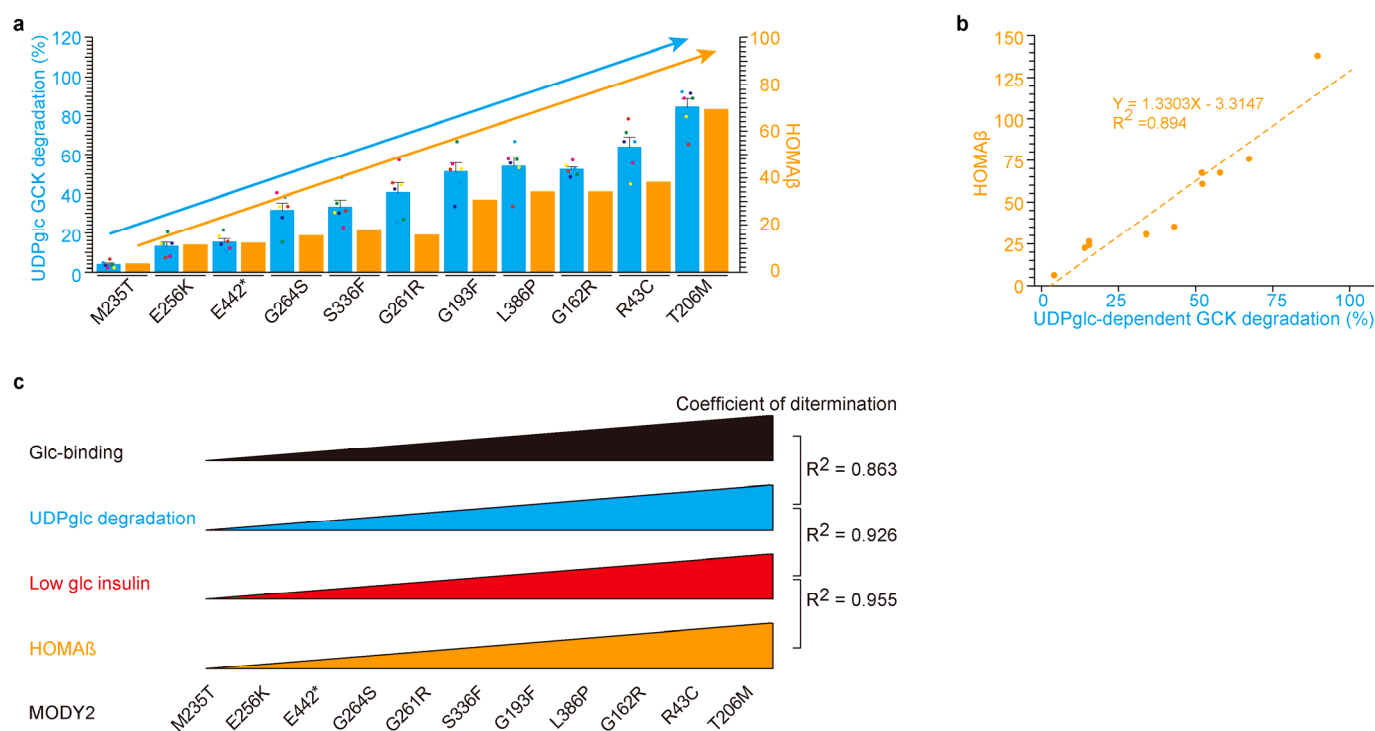 a
UDPglc GCK degradation (%)
120
100
80
60
40
20
0
100
80
60
40
20
0
HOMAβ
M235T
E256K
E442*
G264S
S336F
G261R
G193F
L386P
G162R
R43C
T206M
b
HOMAβ
150
125
100
75
50
25
0
Y = 1.3303X - 3.3147
R² =0.894
0
25
50
75
100
UDPglc-dependent GCK degradation (%)
c
Coefficient of ditermination
Glc-binding
R² = 0.863
UDPglc degradation
R² = 0.926
Low glc insulin
R² = 0.955
HOMAß
MODY2
M235T
E256K
E442*
G264S
G261R
S336F
G193F
L386P
G162R
R43C
T206M